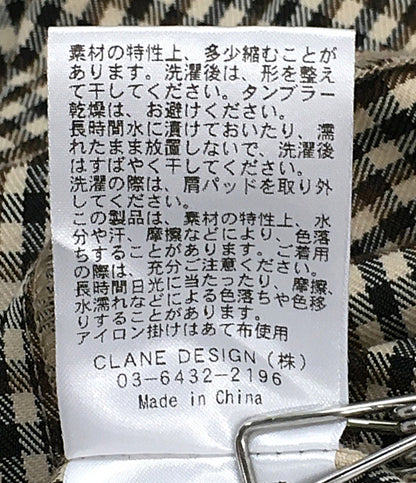 素材の特性上、多少縮むことが
あります。洗濯後は、形を整え
て干してください。タンブラー
乾燥は、お避けください。
長時間水に漬けておいたり、濡
れたまま放置しないで、洗濯後
はすばやく干してください。
洗濯の際は、肩パッドを取り外
してください。
この製品は、素材の特性上、水
分や汗、摩擦などにより、色落
ちすることがあります。ご着用
の際は、充分ご注意ください。
長時間日光に当たったり、摩擦、
水濡れなどによる色落ちや色移
りすることがあります。
アイロン掛けはあて布使用
CLANE DESIGN (株)
03-6432-2196
Made in China